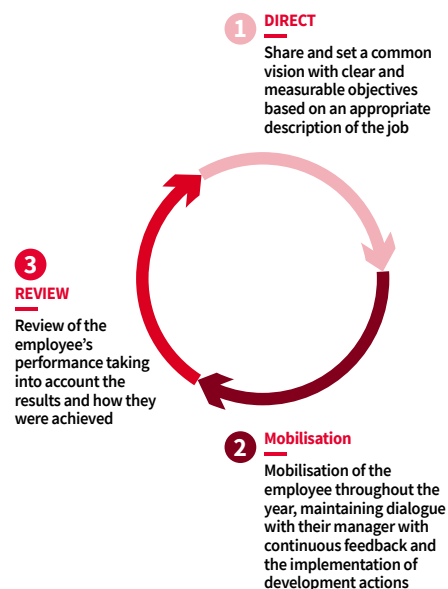 1
DIRECT
Share and set a common
vision with clear and
measurable objectives
based on an appropriate
description of the job
3
REVIEW
Review of the
employee's
performance taking
into account the
results and how they
were achieved
2
Mobilisation
Mobilisation of the
employee throughout the
year, maintaining dialogue
with their manager with
continuous feedback and
the implementation of
development actions